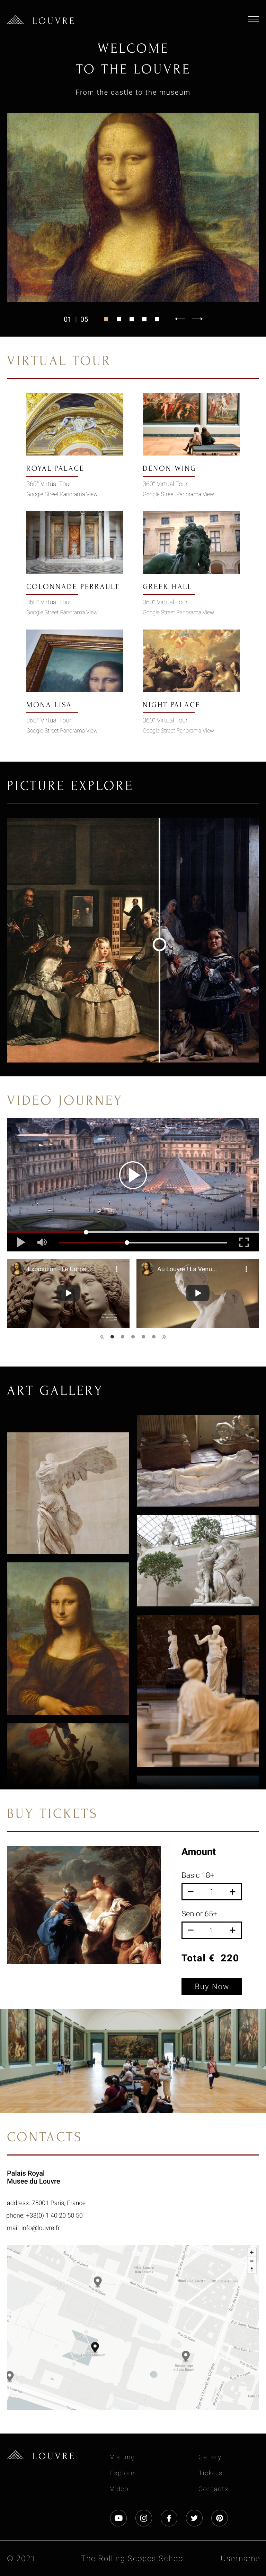 LOUVRE
WELCOME
TO THE LOUVRE
From the castle to the museum
01 | 05
VIRTUAL TOUR
ROYAL PALACE
360° Virtual Tour
Google Street Panorama View
DENON WING
360° Virtual Tour
Google Street Panorama View
COLONNADE PERRAULT
360° Virtual Tour
Google Street Panorama View
GREEK HALL
360° Virtual Tour
Google Street Panorama View
MONA LISA
360° Virtual Tour
Google Street Panorama View
NIGHT PALACE
360° Virtual Tour
Google Street Panorama View
PICTURE EXPLORE
VIDEO JOURNEY
Au Louvre ! La Venu...
ART GALLERY
BUY TICKETS
Amount
Basic 18+
− 1 +
Senior 65+
− 1 +
Total € 220
Buy Now
CONTACTS
Palais Royal
Musee du Louvre
address: 75001 Paris, France
phone: +33(0) 1 40 20 50 50
mail: info@louvre.fr
LOUVRE
Visiting
Explore
Video
Gallery
Tickets
Contacts
© 2021
The Rolling Scopes School
Username